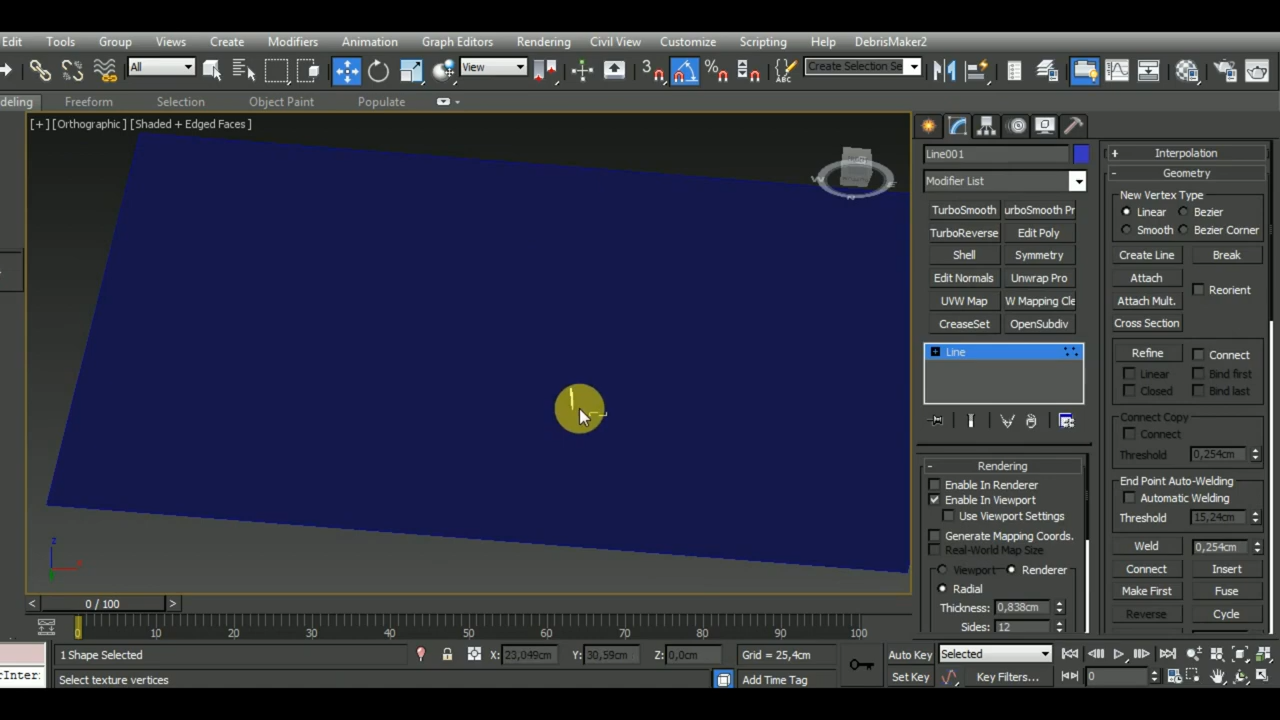 Edit Tools Group Views Create Modifiers Animation Graph Editors Rendering Civil View Customize Scripting Help DebrisMaker2
All View 3 % ABC Create Selection Se
deling Freeform Selection Object Paint Populate
[+] [Orthographic] [Shaded + Edged Faces]
Line001
Modifier List
TurboSmooth urboSmooth Pr
TurboReverse Edit Poly
Shell Symmetry
Edit Normals Unwrap Pro
UVW Map W Mapping Cle
CreaseSet OpenSubdiv
Line
Rendering
Enable In Renderer
Enable In Viewport
Use Viewport Settings
Generate Mapping Coords.
Real-World Map Size
Viewport Renderer
Radial
Thickness: 0,838cm
Sides: 12
+ Interpolation
- Geometry
New Vertex Type
Linear Bezier
Smooth Bezier Corner
Create Line Break
Attach
Reorient
Attach Mult.
Cross Section
Refine Connect
Linear Bind first
Closed Bind last
Connect Copy
Connect
Threshold 0,254cm
End Point Auto-Welding
Automatic Welding
Threshold 15,24cm
Weld 0,254cm
Connect Insert
Make First Fuse
Reverse Cycle
z
< 0 / 100 >
0 10 20 30 40 50 60 70 80 90 100
1 Shape Selected X: 23,049cm Y: 30,59cm Z: 0,0cm Grid = 25,4cm Auto Key Selected
rInter: Select texture vertices Add Time Tag Set Key Key Filters... 0